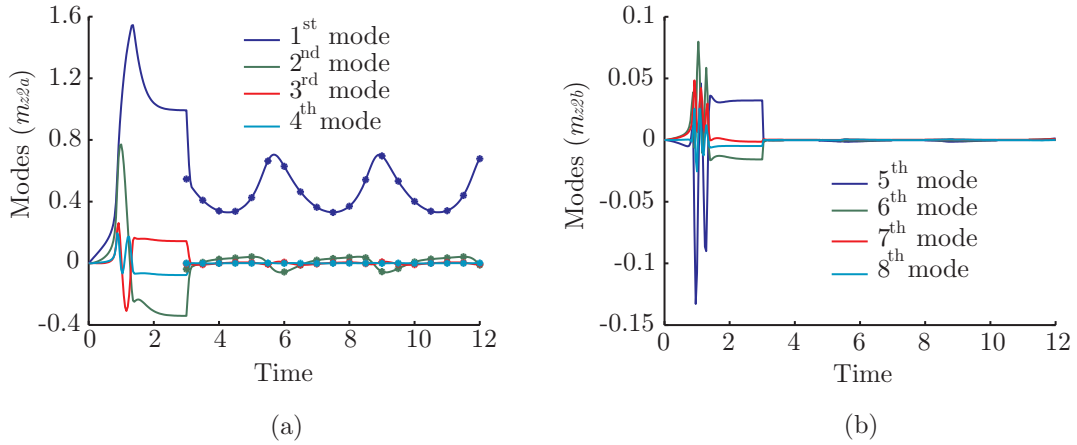 1.6
1.2
0.8
0.4
0
-0.4
Modes (mz2a)
1st mode
2nd mode
3rd mode
4th mode
0 2 4 6 8 10 12
Time
(a)
0.1
0.05
0
-0.05
-0.1
-0.15
Modes (mz2b)
5th mode
6th mode
7th mode
8th mode
0 2 4 6 8 10 12
Time
(b)